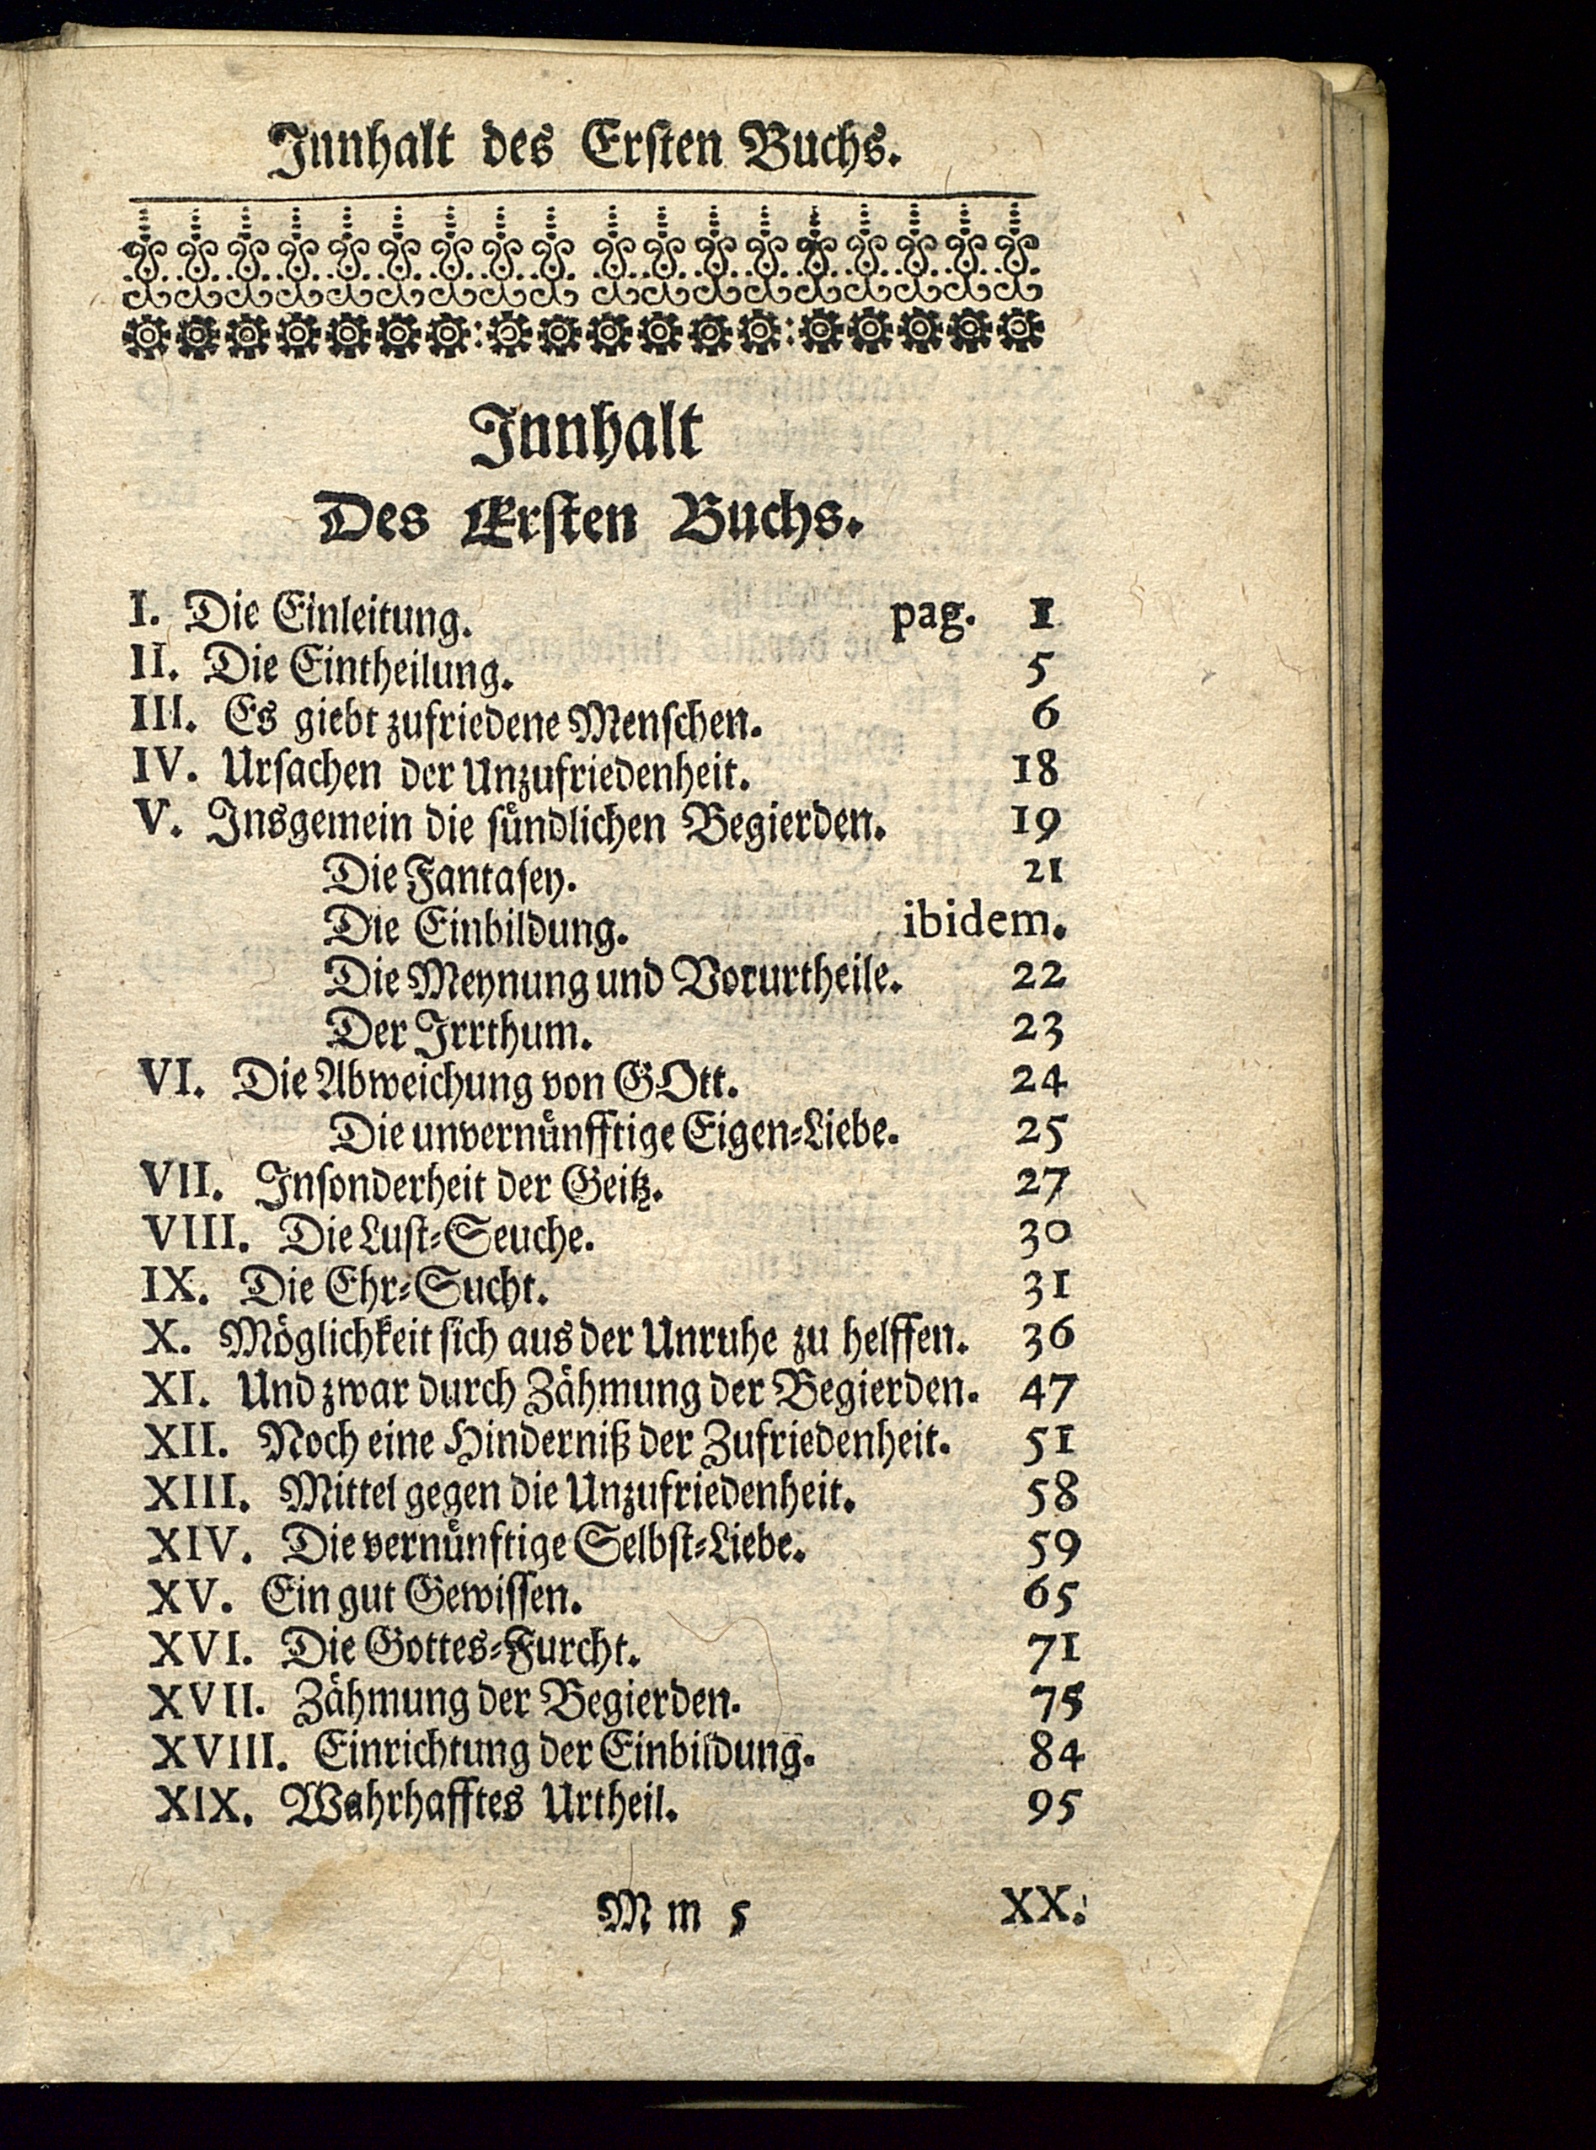 Innhalt des Ersten Buchs.
Innhalt
Des Ersten Buchs.
I. Die Einleitung. pag. 1
II. Die Eintheilung. 5
III. Es giebt zufriedene Menschen. 6
IV. Ursachen der Unzufriedenheit. 18
V. Insgemein die sündlichen Begierden. 19
Die Fantasey. 21
Die Einbildung. ibidem.
Die Meynung und Vorurtheile. 22
Der Irrthum. 23
VI. Die Abweichung von GOtt. 24
Die unvernünfftige Eigen-Liebe. 25
VII. Insonderheit der Geitz. 27
VIII. Die Lust-Seuche. 30
IX. Die Ehr-Sucht. 31
X. Möglichkeit sich aus der Unruhe zu helffen. 36
XI. Und zwar durch Zähmung der Begierden. 47
XII. Noch eine Hinderniß der Zufriedenheit. 51
XIII. Mittel gegen die Unzufriedenheit. 58
XIV. Die vernünftige Selbst-Liebe. 59
XV. Ein gut Gewissen. 65
XVI. Die Gottes-Furcht. 71
XVII. Zähmung der Begierden. 75
XVIII. Einrichtung der Einbildung. 84
XIX. Wahrhafftes Urtheil. 95
M m 5 XX.